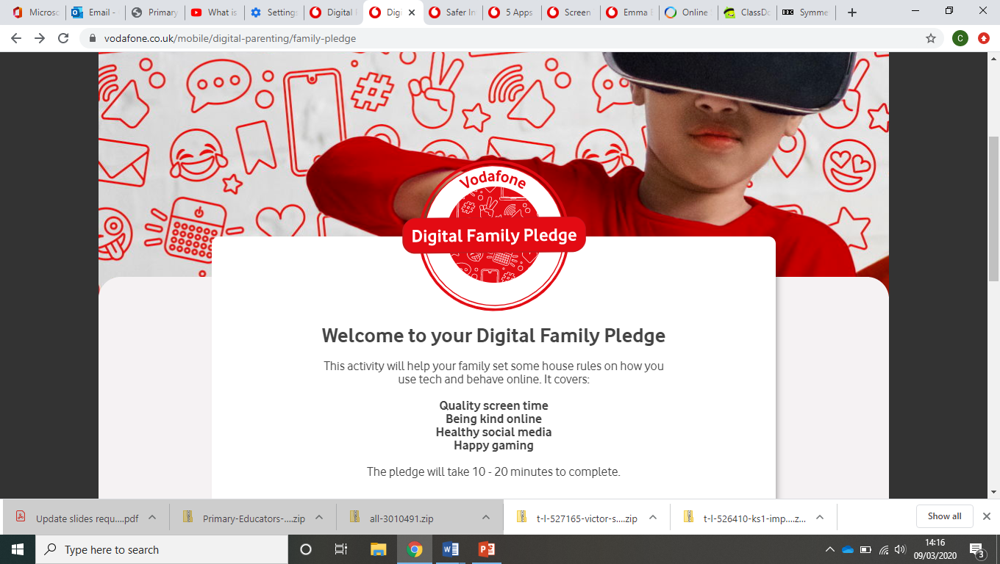 Microsc
Email -
Primary
What is
Settings
Digital
Digi
Safer In
5 Apps
Screen
Emma
Online
ClassDo
BBC
Symme
vodafone.co.uk/mobile/digital-parenting/family-pledge
C
Vodafone
Digital Family Pledge
Welcome to your Digital Family Pledge
This activity will help your family set some house rules on how you
use tech and behave online. It covers:
Quality screen time
Being kind online
Healthy social media
Happy gaming
The pledge will take 10 - 20 minutes to complete.
Update slides requ....pdf
Primary-Educators-....zip
all-3010491.zip
t-l-527165-victor-s....zip
t-l-526410-ks1-imp....z...
Show all
Type here to search
14:16
09/03/2020
3